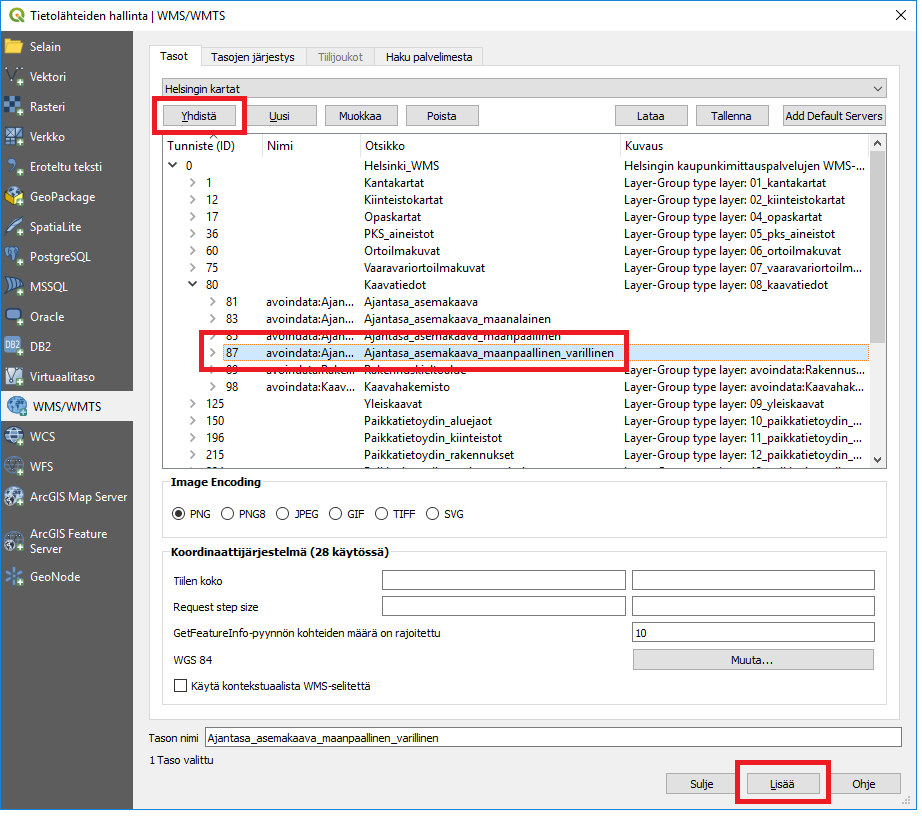 Tietolähteiden hallinta | WMS/WMTS
Selain
Vektori
Rasteri
Verkko
Eroteltu teksti
GeoPackage
SpatiaLite
PostgreSQL
MSSQL
Oracle
DB2
Virtuaalitaso
WMS/WMTS
WCS
WFS
ArcGIS Map Server
ArcGIS Feature
Server
GeoNode
Tasot Tasojen järjestys Tiilijoukot Haku palvelimesta
Helsingin kartat
Yhdistä Uusi Muokkaa Poista Lataa Tallenna Add Default Servers
Tunniste (ID) Nimi Otsikko Kuvaus
0 Helsinki_WMS Helsingin kaupunkimittauspalvelujen WMS-...
1 Kantakartat Layer-Group type layer: 01_kantakartat
12 Kiinteistokartat Layer-Group type layer: 02_kiinteistokartat
17 Opaskartat Layer-Group type layer: 04_opaskartat
36 PKS_aineistot Layer-Group type layer: 05_pks_aineistot
60 Ortoilmakuvat Layer-Group type layer: 06_ortoilmakuvat
75 Vaaravariortoilmakuvat Layer-Group type layer: 07_vaaravariortoilm...
80 Kaavatiedot Layer-Group type layer: 08_kaavatiedot
81 avoindata:Ajan... Ajantasa_asemakaava
83 avoindata:Ajan... Ajantasa_asemakaava_maanalainen
85 avoindata:Ajan... Ajantasa_asemakaava_maanpaallinen
87 avoindata:Ajan... Ajantasa_asemakaava_maanpaallinen_varillinen
avoindata:Rake... Rakennuskieltoalue Layer-Group type layer: avoindata:Rakennus...
98 avoindata:Kaav... Kaavahakemisto Layer-Group type layer: avoindata:Kaavahak...
125 Yleiskaavat Layer-Group type layer: 09_yleiskaavat
150 Paikkatietoydin_aluejaot Layer-Group type layer: 10_paikkatietoydin_...
196 Paikkatietoydin_kiinteistot Layer-Group type layer: 11_paikkatietoydin_...
215 Paikkatietoydin_rakennukset Layer-Group type layer: 12_paikkatietoydin_...
Image Encoding
PNG PNG8 JPEG GIF TIFF SVG
Koordinaattijärjestelmä (28 käytössä)
Tiilen koko
Request step size
GetFeatureInfo-pyynnön kohteiden määrä on rajoitettu 10
WGS 84 Muuta...
Käytä kontekstuaalista WMS-selitettä
Tason nimi Ajantasa_asemakaava_maanpaallinen_varillinen
1 Taso valittu
Sulje Lisää Ohje